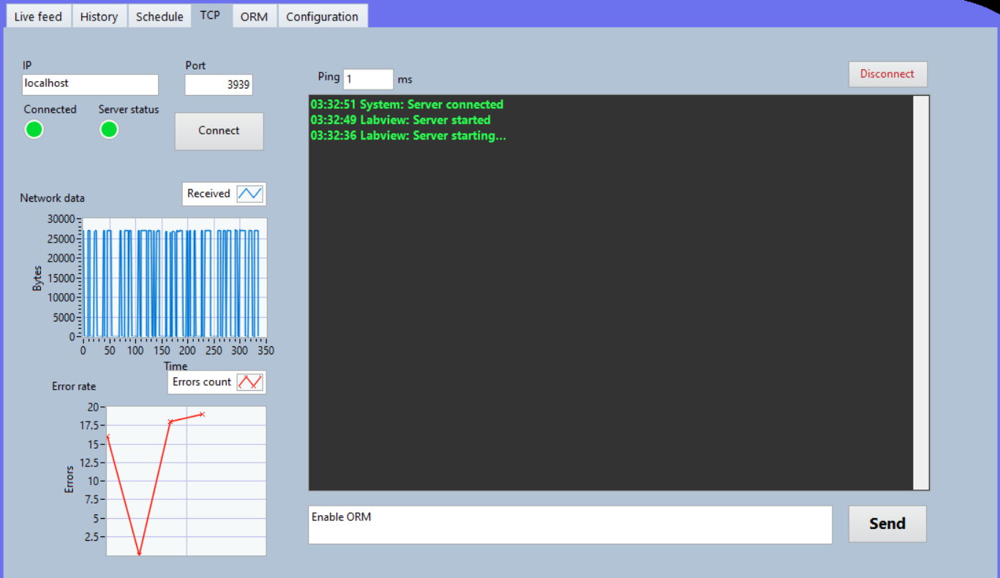 Live feed History Schedule TCP ORM Configuration
IP
localhost
Port
3939
Connected Server status
Connect
Ping 1 ms
Disconnect
03:32:51 System: Server connected
03:32:49 Labview: Server started
03:32:36 Labview: Server starting...
Network data
Received
30000
25000
20000
15000
10000
5000
0
Bytes
0 50 100 150 200 250 300 350
Time
Error rate
Errors count
20
17.5
15
12.5
10
7.5
5
2.5
Errors
Enable ORM
Send